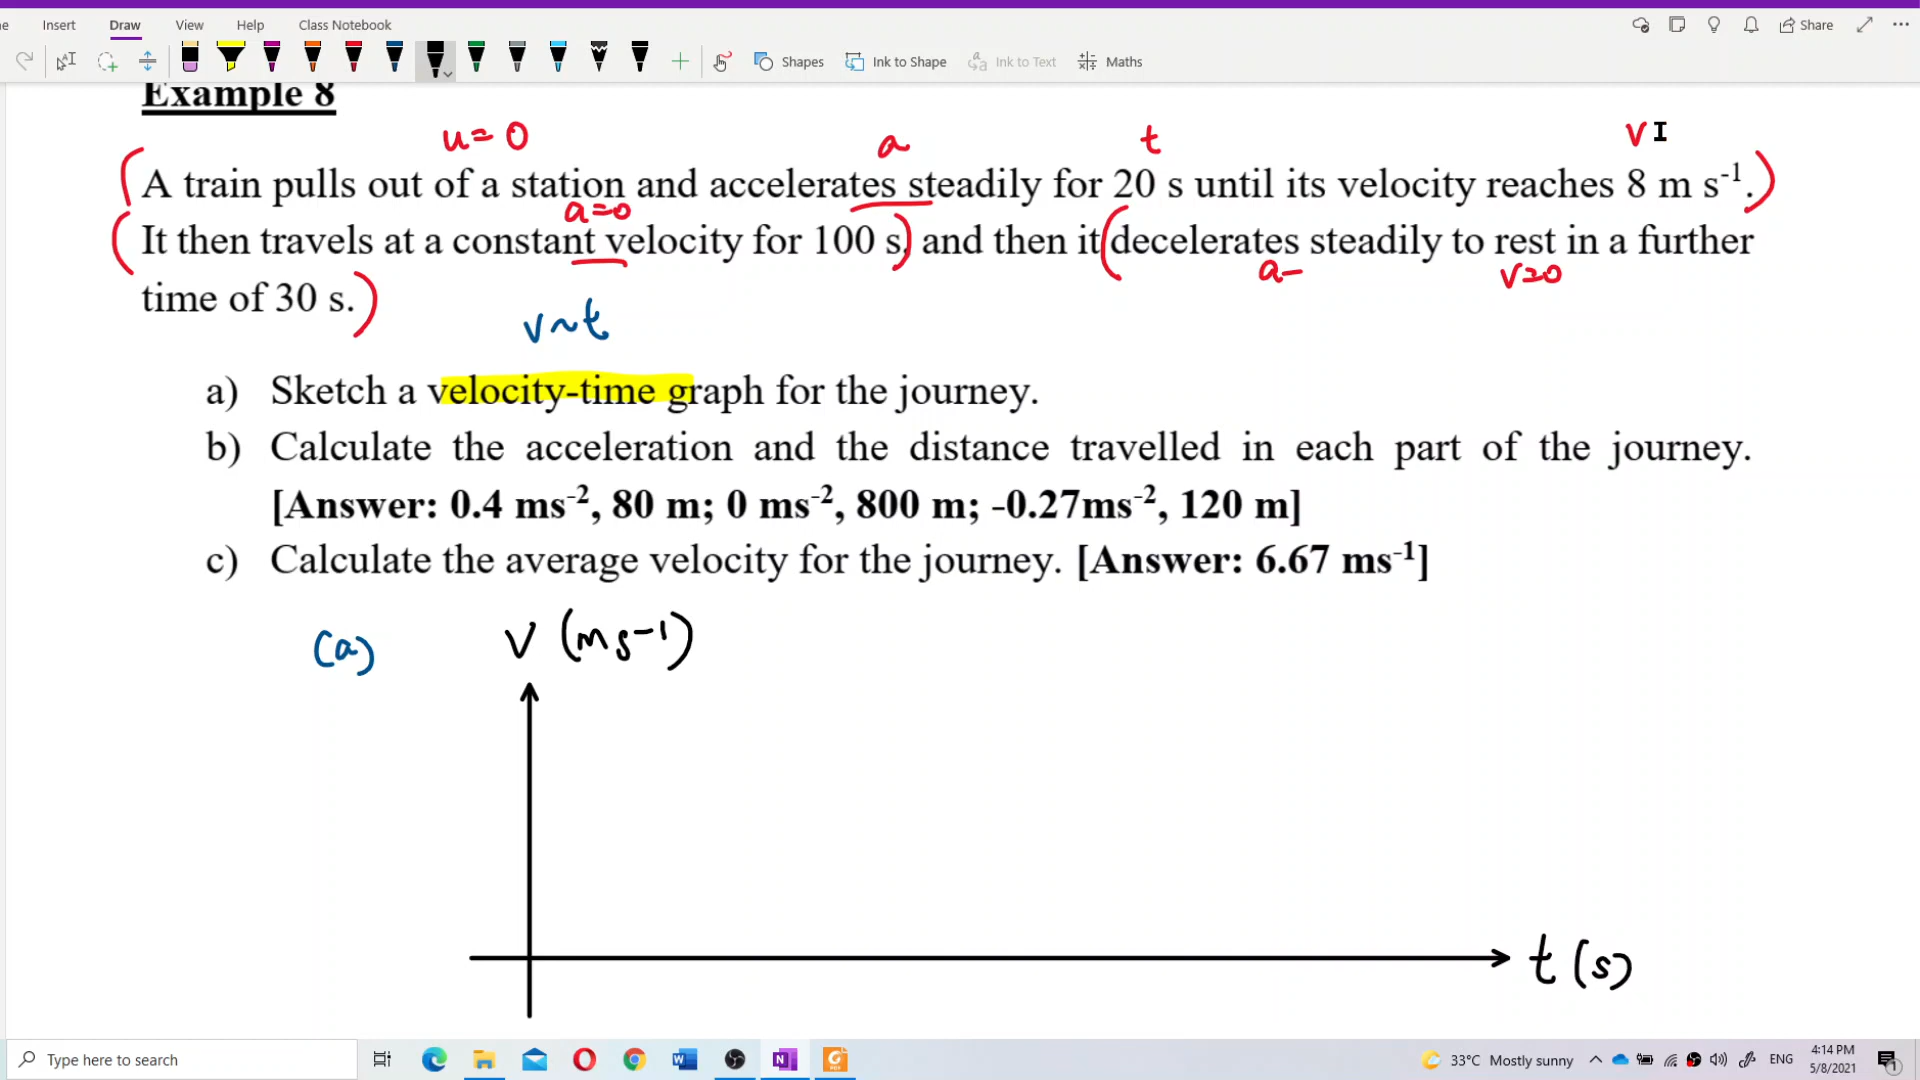 e Insert Draw View Help Class Notebook
Share
Shapes Ink to Shape Ink to Text Maths
Example 8
u = 0 a t v
A train pulls out of a station and accelerates steadily for 20 s until its velocity reaches 8 m s⁻¹.
a=0
It then travels at a constant velocity for 100 s, and then it decelerates steadily to rest in a further
a- v=0
time of 30 s.
v~t
a) Sketch a velocity-time graph for the journey.
b) Calculate the acceleration and the distance travelled in each part of the journey.
[Answer: 0.4 ms⁻², 80 m; 0 ms⁻², 800 m; -0.27ms⁻², 120 m]
c) Calculate the average velocity for the journey. [Answer: 6.67 ms⁻¹]
(a) v (ms⁻¹)
t (s)
Type here to search
33°C Mostly sunny
ENG
4:14 PM
5/8/2021
1